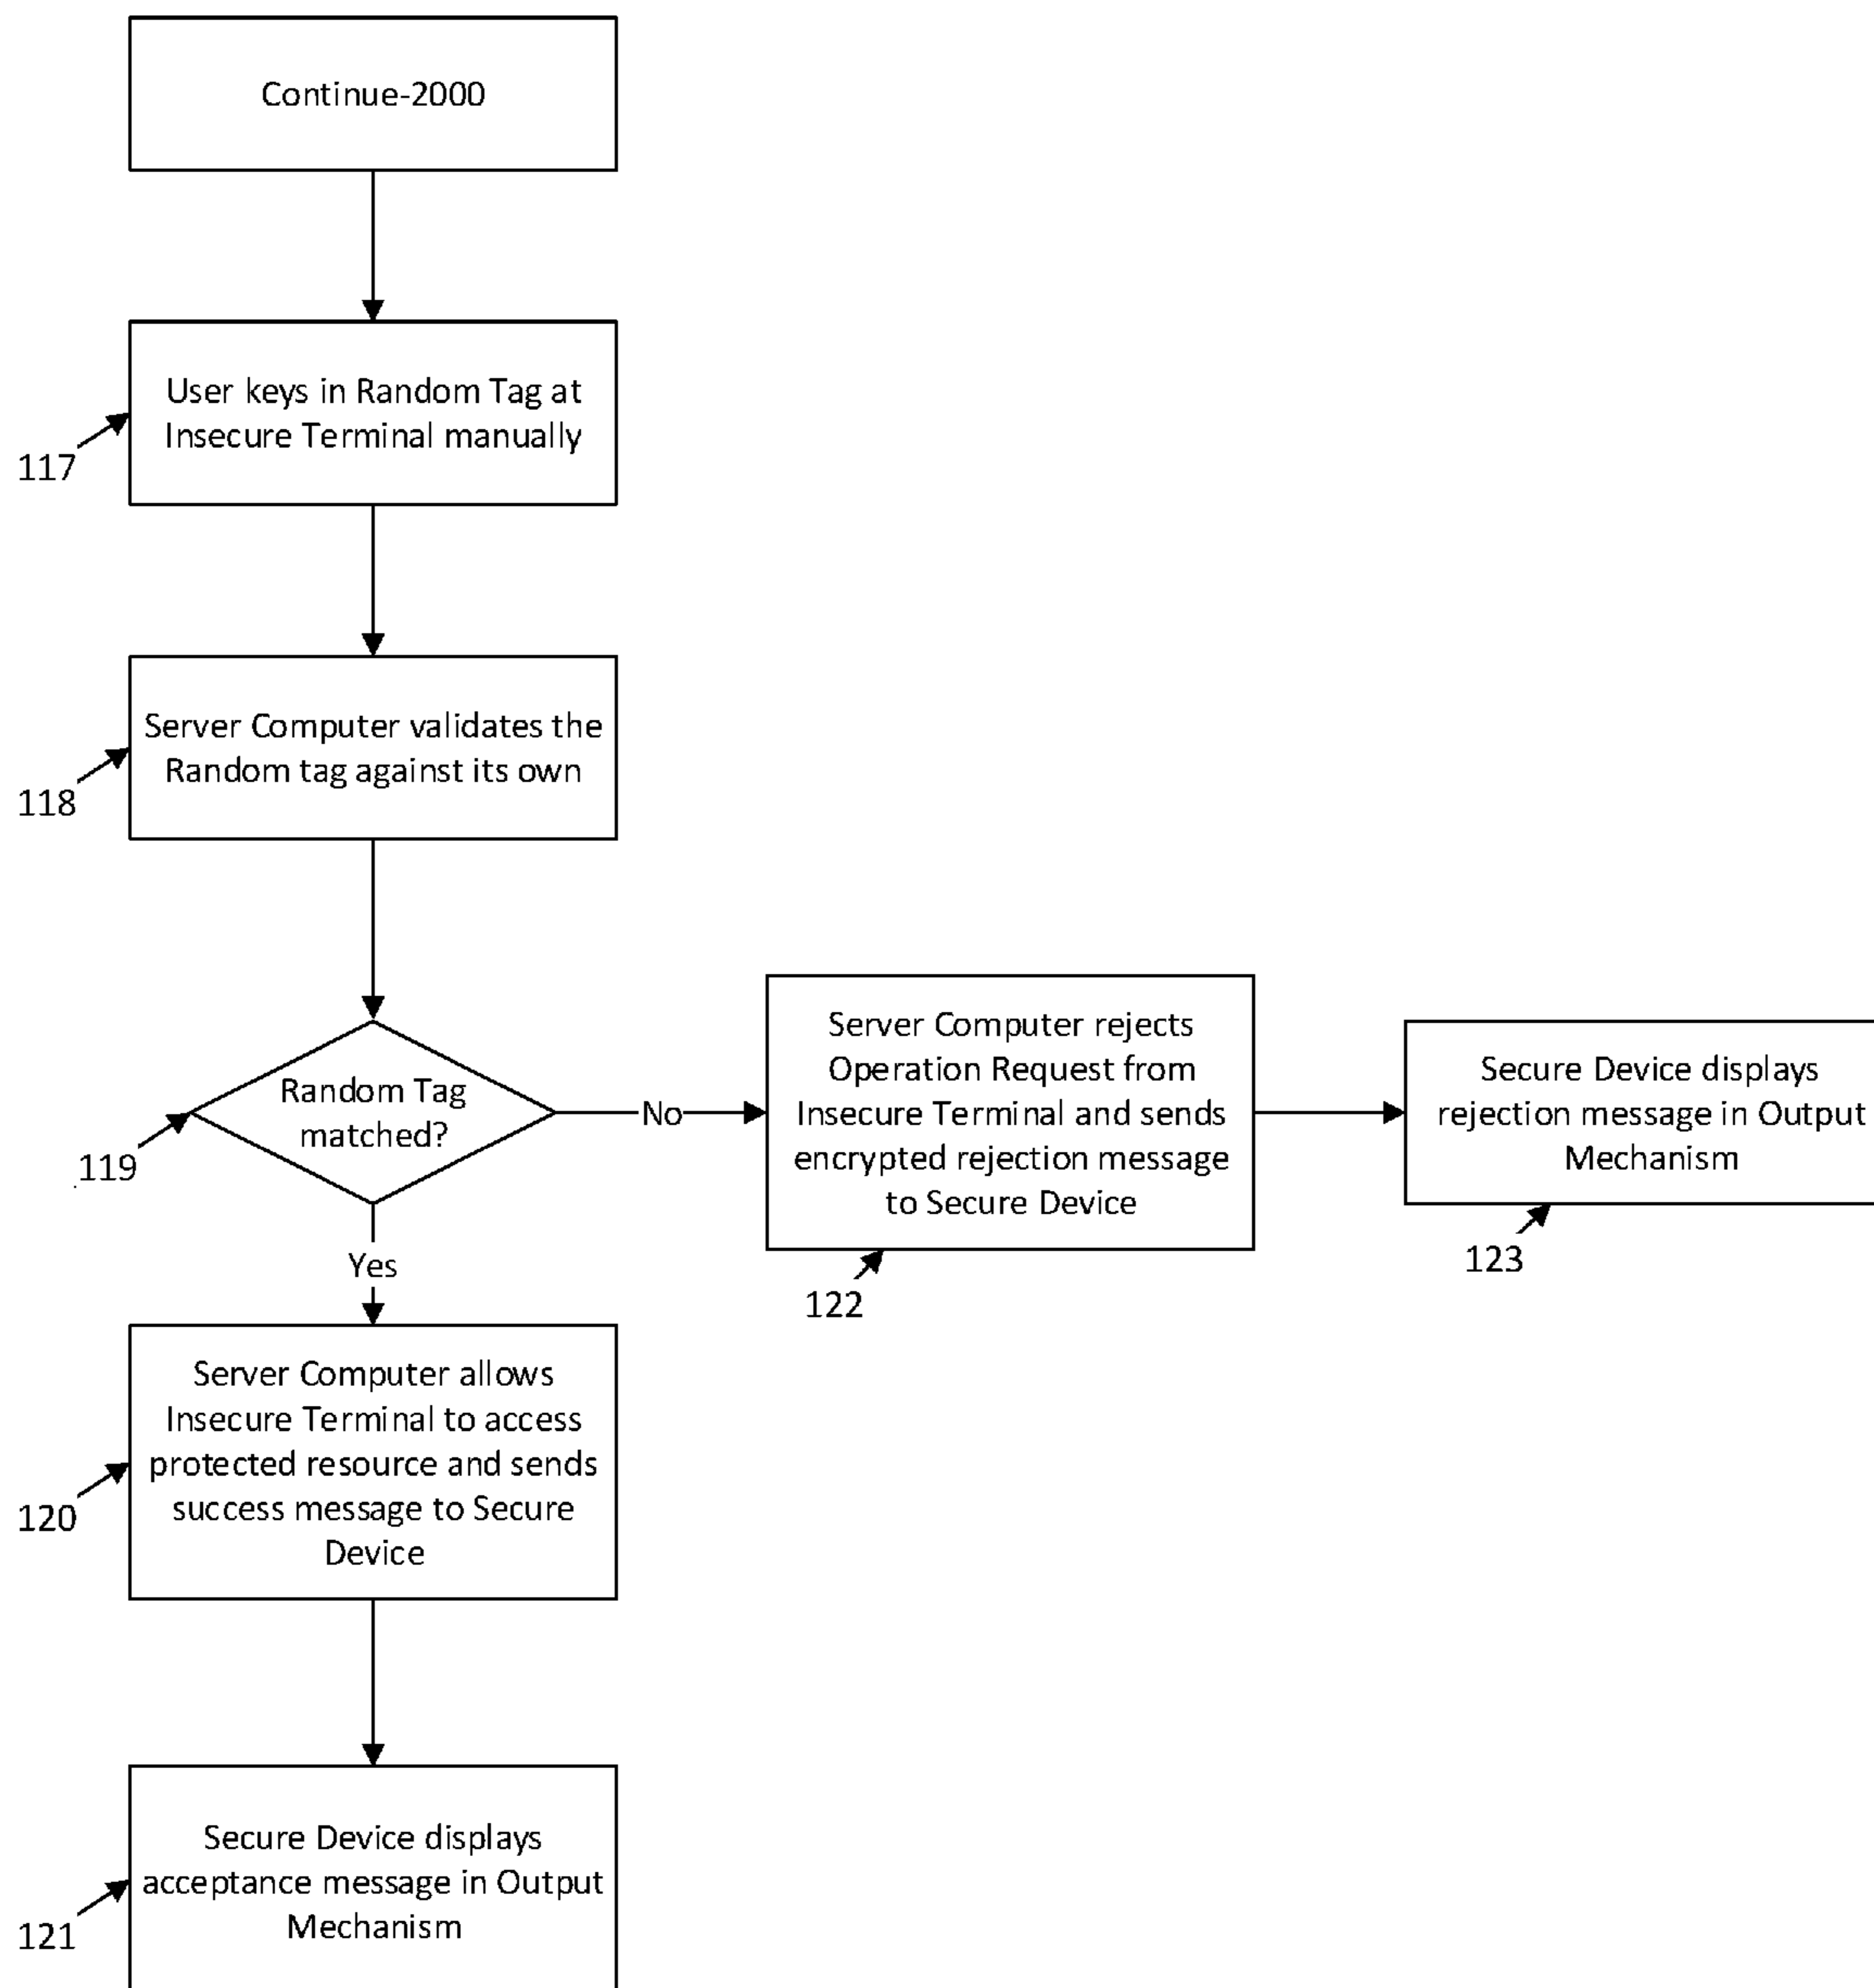 Continue-2000
User keys in Random Tag at
Insecure Terminal manually
117
Server Computer validates the
Random tag against its own
118
Random Tag
matched?
119
No
Server Computer rejects
Operation Request from
Insecure Terminal and sends
encrypted rejection message
to Secure Device
122
Secure Device displays
rejection message in Output
Mechanism
123
Yes
Server Computer allows
Insecure Terminal to access
protected resource and sends
success message to Secure
Device
120
Secure Device displays
acceptance message in Output
Mechanism
121